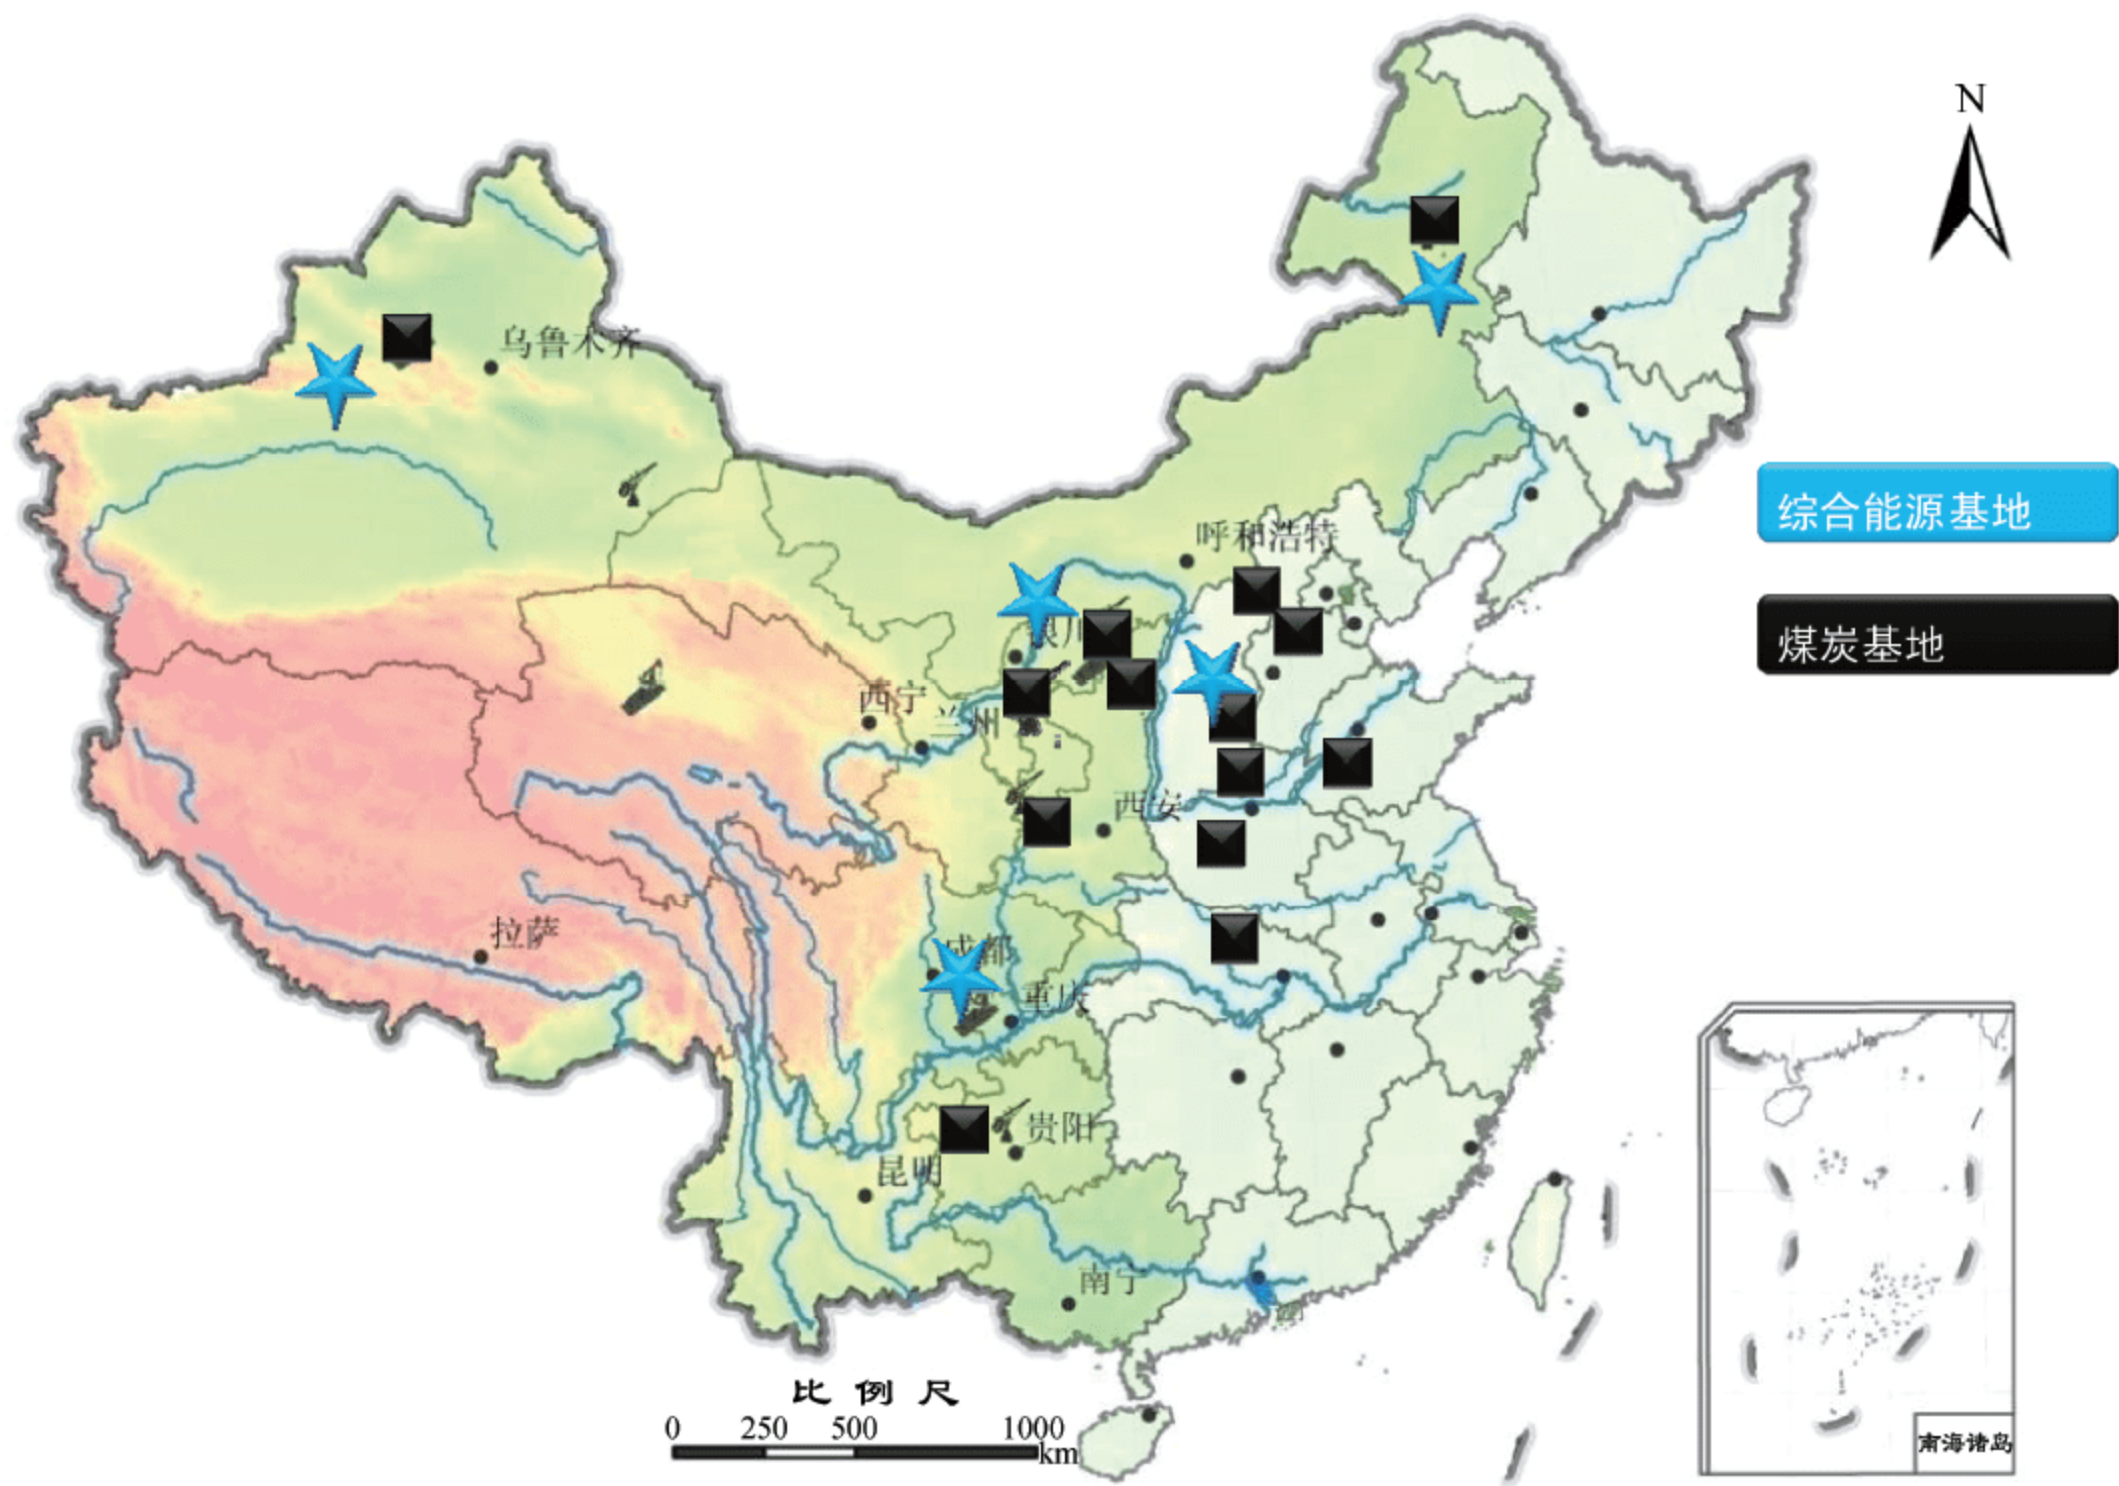 N
乌鲁木齐
综合能源基地
呼和浩特
煤炭基地
银川
西宁
兰州
西安
拉萨
成都
重庆
贵阳
昆明
南宁
比例尺
0 250 500 1000
km
南海诸岛